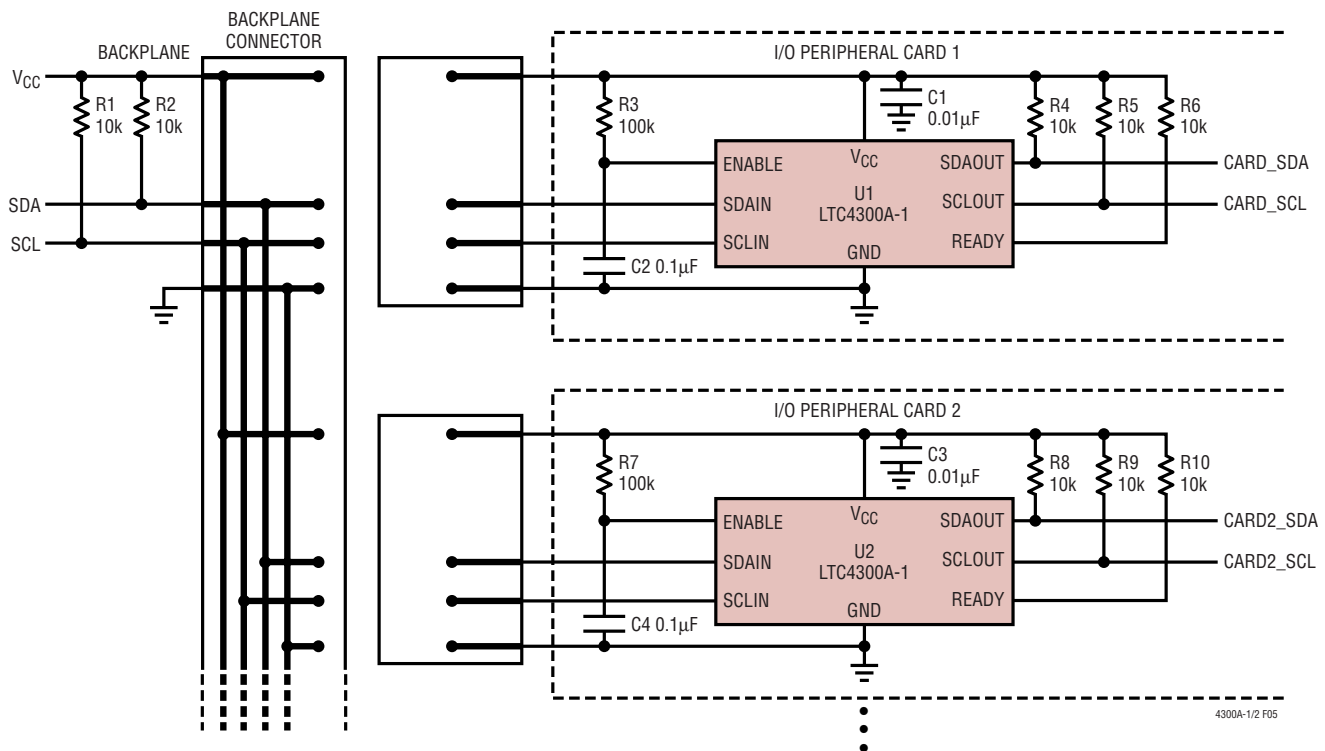 BACKPLANE
CONNECTOR
BACKPLANE
VCC
R1
10k
R2
10k
SDA
SCL
I/O PERIPHERAL CARD 1
R3
100k
C1
0.01µF
R4
10k
R5
10k
R6
10k
ENABLE
VCC
SDAOUT
CARD_SDA
U1
LTC4300A-1
SDAIN
SCLOUT
CARD_SCL
SCLIN
READY
GND
C2 0.1µF
I/O PERIPHERAL CARD 2
R7
100k
C3
0.01µF
R8
10k
R9
10k
R10
10k
ENABLE
VCC
SDAOUT
CARD2_SDA
U2
LTC4300A-1
SDAIN
SCLOUT
CARD2_SCL
SCLIN
READY
GND
C4 0.1µF
4300A-1/2 F05